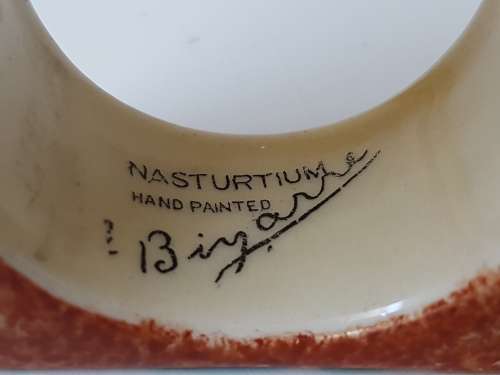 NASTURTIUM
HAND PAINTED
Bizarre